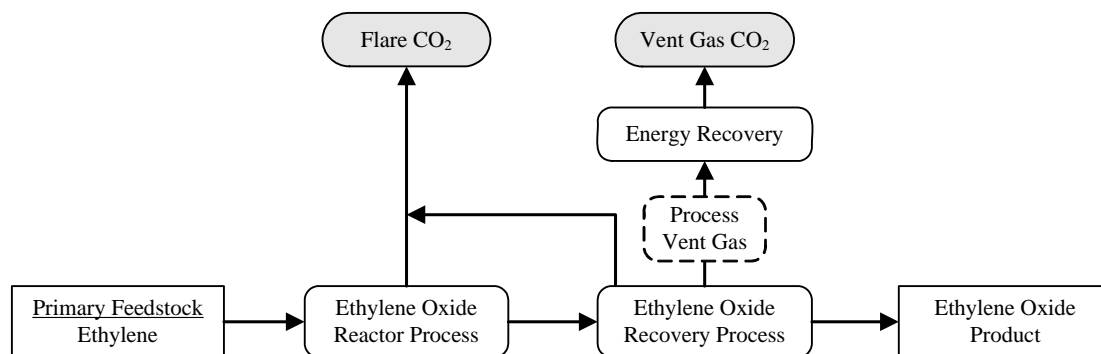 Flare CO₂
Vent Gas CO₂
Energy Recovery
Process
Vent Gas
Primary Feedstock
Ethylene
Ethylene Oxide
Reactor Process
Ethylene Oxide
Recovery Process
Ethylene Oxide
Product